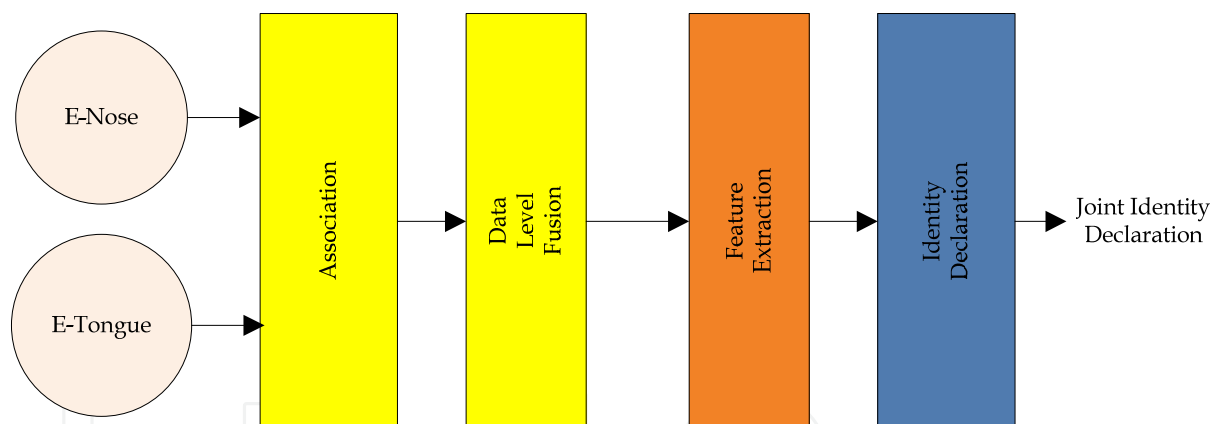 E-Nose
E-Tongue
Association
Data
Level
Fusion
Feature
Extraction
Identity
Declaration
Joint Identity
Declaration